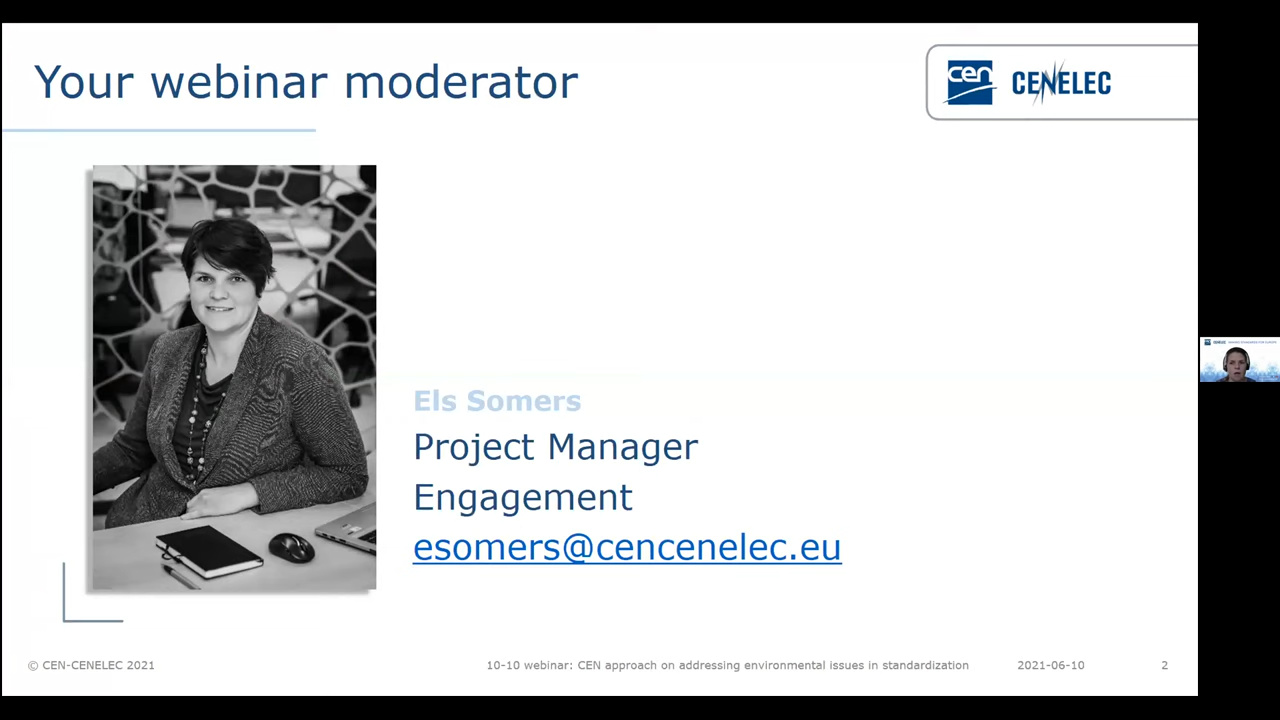 Your webinar moderator
cen
CENELEC
Els Somers
Project Manager
Engagement
esomers@cencenelec.eu
© CEN-CENELEC 2021
10-10 webinar: CEN approach on addressing environmental issues in standardization
2021-06-10
2